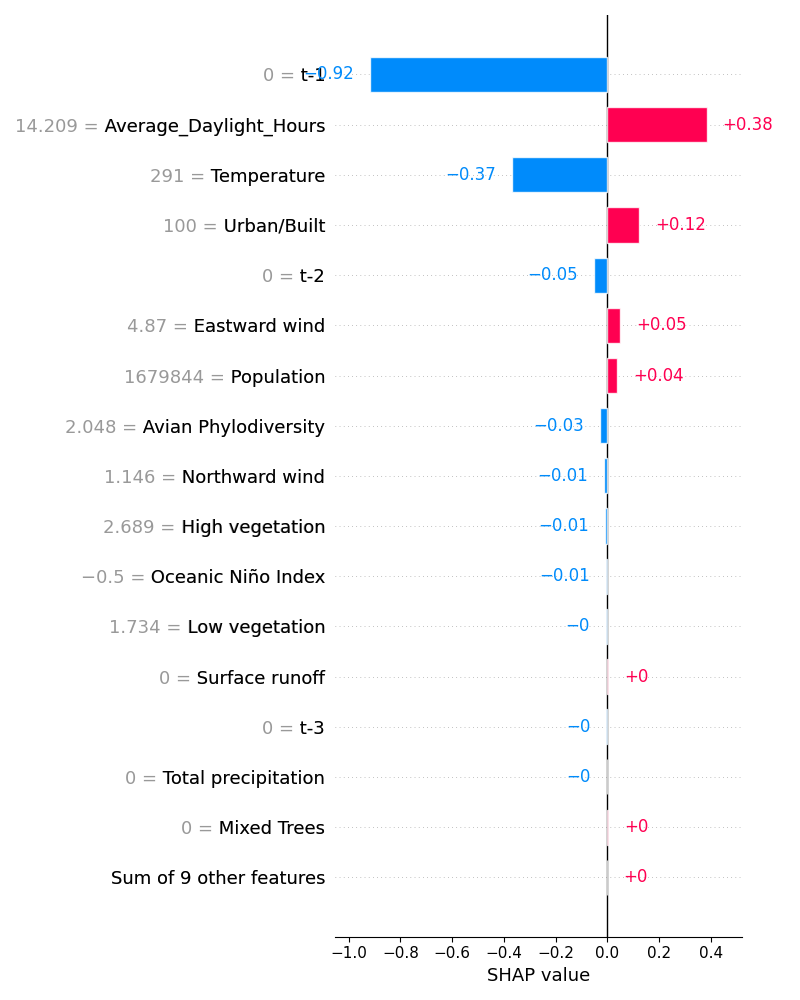 0 = t-1 −0.92
14.209 = Average_Daylight_Hours +0.38
291 = Temperature −0.37
100 = Urban/Built +0.12
0 = t-2 −0.05
4.87 = Eastward wind +0.05
1679844 = Population +0.04
2.048 = Avian Phylodiversity −0.03
1.146 = Northward wind −0.01
2.689 = High vegetation −0.01
−0.5 = Oceanic Niño Index −0.01
1.734 = Low vegetation −0
0 = Surface runoff +0
0 = t-3 −0
0 = Total precipitation −0
0 = Mixed Trees +0
Sum of 9 other features +0
−1.0 −0.8 −0.6 −0.4 −0.2 0.0 0.2 0.4
SHAP value